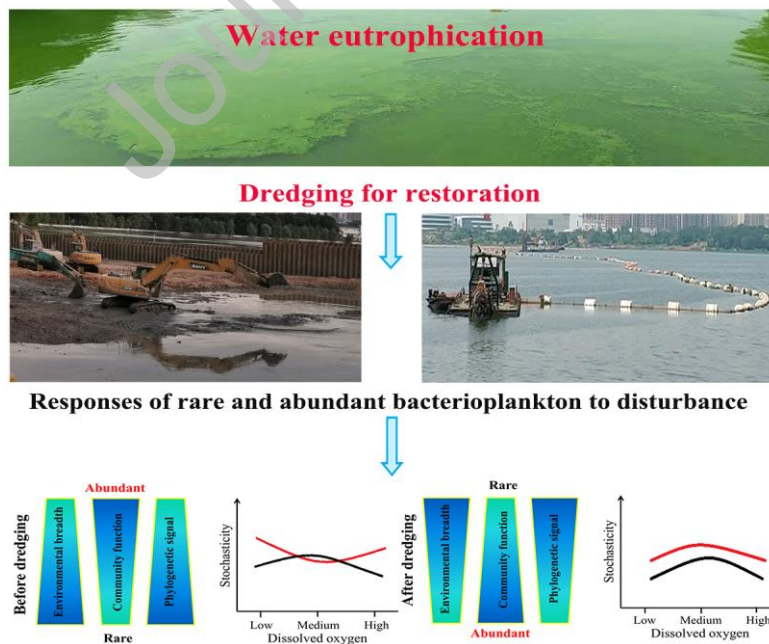 Water eutrophication
Jour
Dredging for restoration
SANY
Responses of rare and abundant bacterioplankton to disturbance
Abundant
Before dredging
Environmental breadth
Community function
Phylogenetic signal
Rare
Stochasticity
Low Medium High
Dissolved oxygen
Rare
After dredging
Environmental breadth
Community function
Phylogenetic signal
Abundant
Stochasticity
Low Medium High
Dissolved oxygen